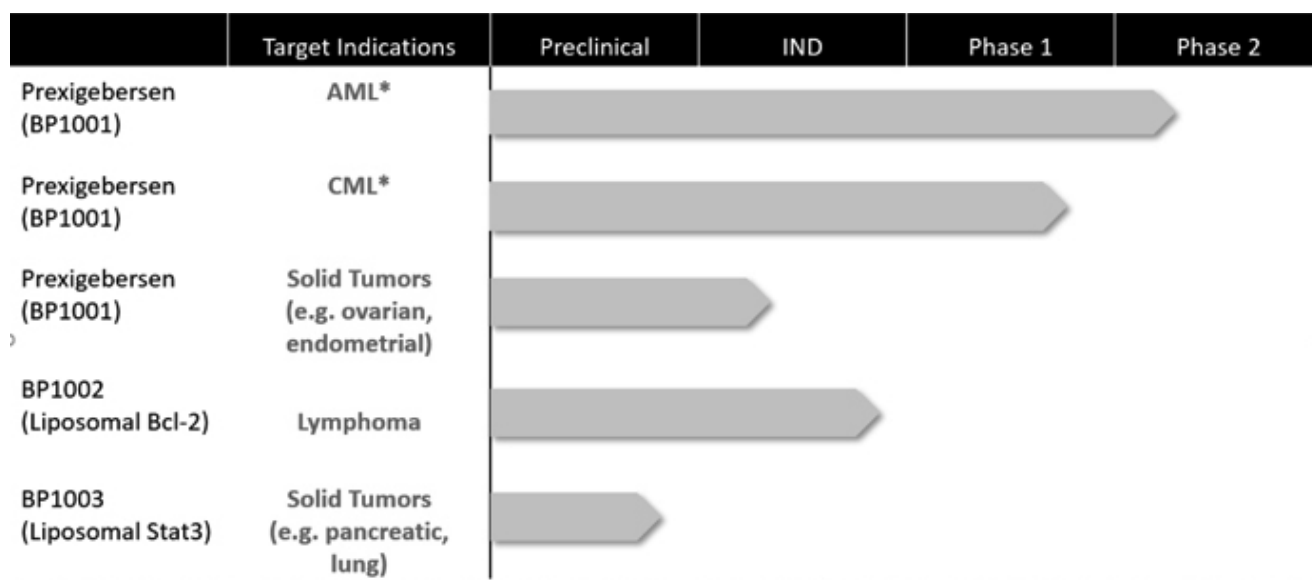 Target Indications Preclinical IND Phase 1 Phase 2
Prexigebersen AML*
(BP1001)
Prexigebersen CML*
(BP1001)
Prexigebersen Solid Tumors
(BP1001) (e.g. ovarian,
endometrial)
BP1002
(Liposomal Bcl-2) Lymphoma
BP1003 Solid Tumors
(Liposomal Stat3) (e.g. pancreatic,
lung)